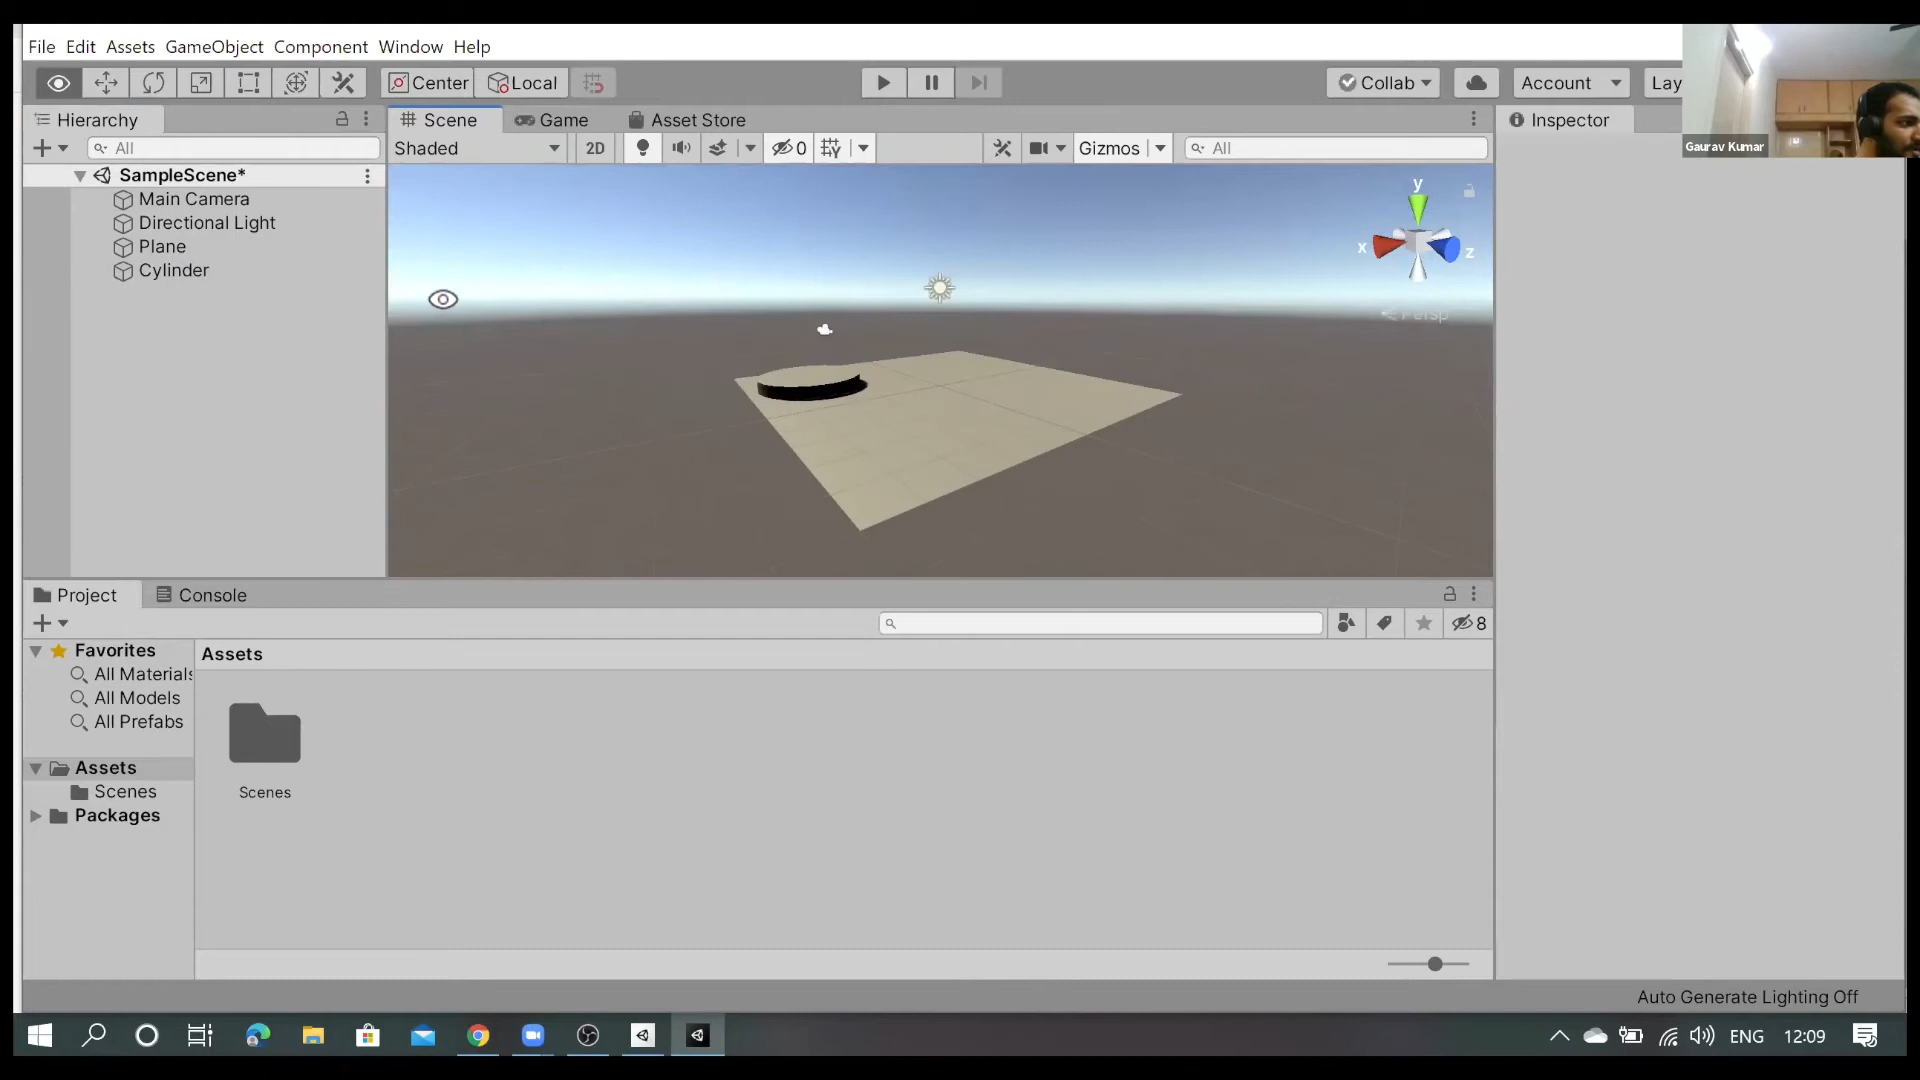 File Edit Assets GameObject Component Window Help
Center Local Collab Account Lay
Gaurav Kumar
Hierarchy Scene Game Asset Store Inspector
All Shaded 2D 0 Gizmos All
SampleScene*
Main Camera
Directional Light
Plane
Cylinder
y
x z
Persp
Project Console
8
Favorites
All Materials
All Models
All Prefabs
Assets
Scenes
Packages
Assets
Scenes
Auto Generate Lighting Off
ENG 12:09